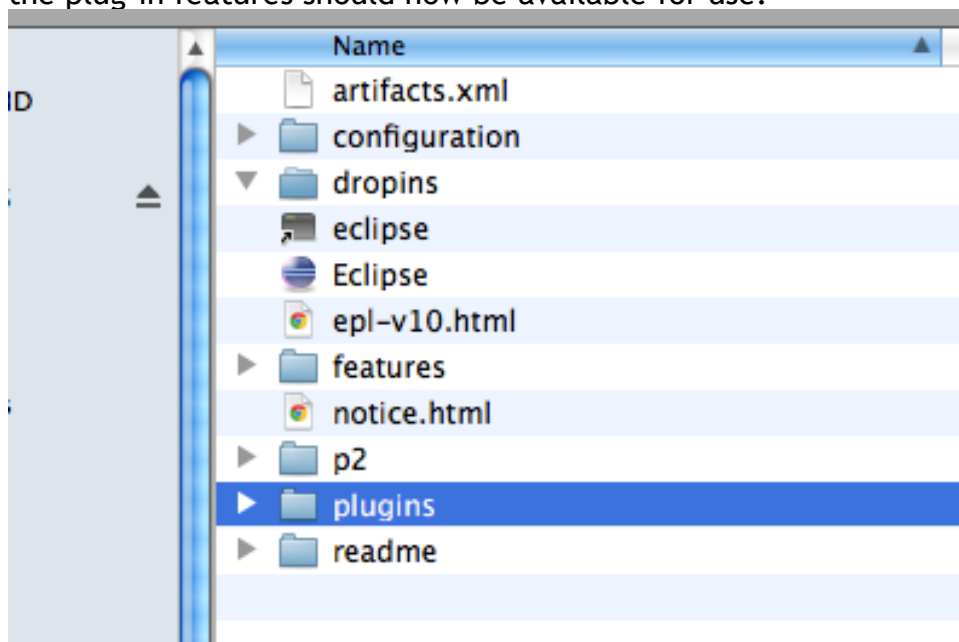 the plug-in features should now be available for use.
Name
ID
artifacts.xml
configuration
dropins
eclipse
Eclipse
epl-v10.html
features
notice.html
p2
plugins
readme